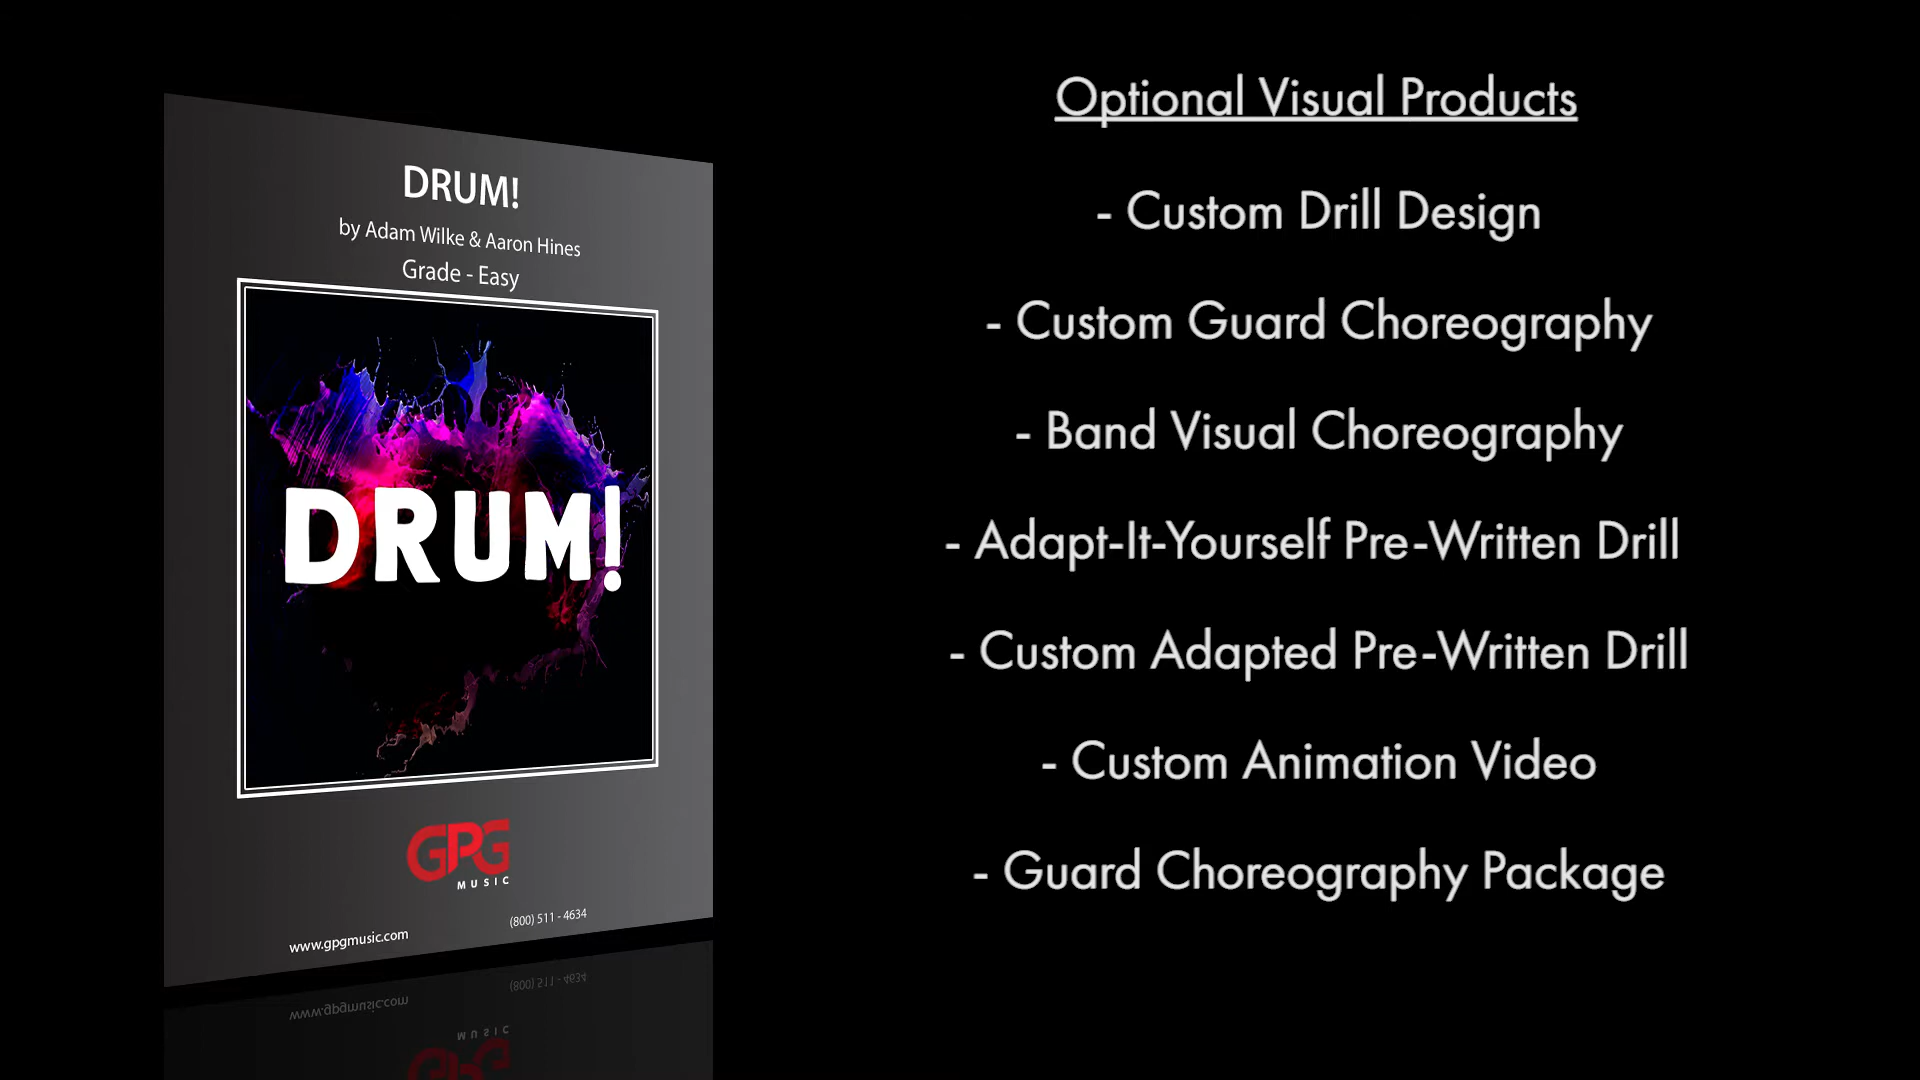 DRUM!
by Adam Wilke & Aaron Hines
Grade - Easy
DRUM!
GPG
MUSIC
www.gpgmusic.com
(800) 511 - 4634
Optional Visual Products
- Custom Drill Design
- Custom Guard Choreography
- Band Visual Choreography
- Adapt-It-Yourself Pre-Written Drill
- Custom Adapted Pre-Written Drill
- Custom Animation Video
- Guard Choreography Package